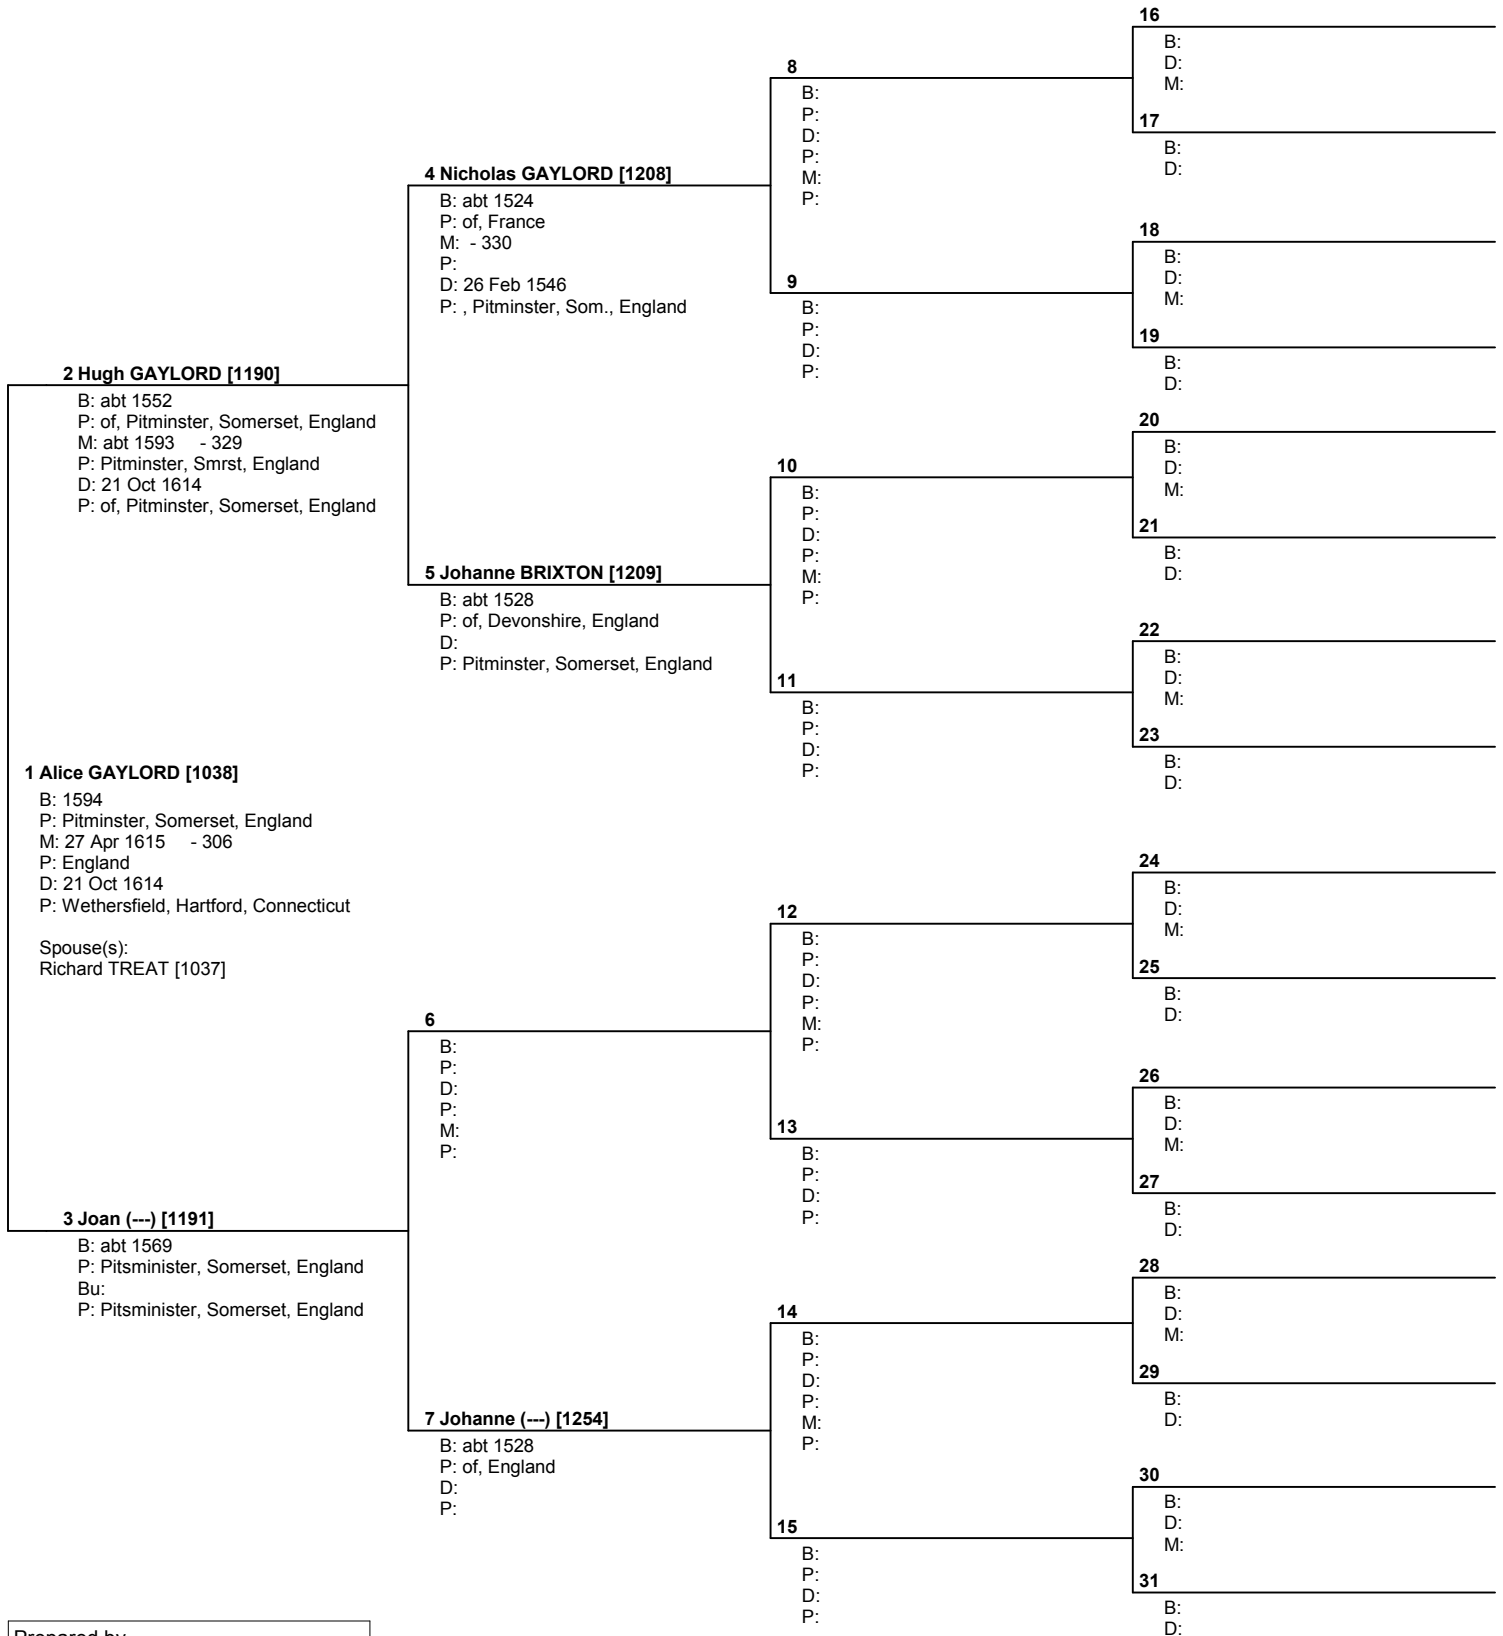 1 Alice GAYLORD [1038]
B: 1594
P: Pitminster, Somerset, England
M: 27 Apr 1615 - 306
P: England
D: 21 Oct 1614
P: Wethersfield, Hartford, Connecticut
Spouse(s):
Richard TREAT [1037]
2 Hugh GAYLORD [1190]
B: abt 1552
P: of, Pitminster, Somerset, England
M: abt 1593 - 329
P: Pitminster, Smrst, England
D: 21 Oct 1614
P: of, Pitminster, Somerset, England
3 Joan (---) [1191]
B: abt 1569
P: Pitsminister, Somerset, England
Bu:
P: Pitsminister, Somerset, England
4 Nicholas GAYLORD [1208]
B: abt 1524
P: of, France
M: - 330
P:
D: 26 Feb 1546
P: , Pitminster, Som., England
5 Johanne BRIXTON [1209]
B: abt 1528
P: of, Devonshire, England
D:
P: Pitminster, Somerset, England
6
B:
P:
D:
P:
M:
P:
7 Johanne (---) [1254]
B: abt 1528
P: of, England
D:
P:
8
B:
P:
D:
P:
M:
P:
9
B:
P:
D:
P:
10
B:
P:
D:
P:
M:
P:
11
B:
P:
D:
P:
12
B:
P:
D:
P:
M:
P:
13
B:
P:
D:
P:
14
B:
P:
D:
P:
M:
P:
15
B:
P:
D:
P:
16
B:
D:
M:
17
B:
D:
18
B:
D:
M:
19
B:
D:
20
B:
D:
M:
21
B:
D:
22
B:
D:
M:
23
B:
D:
24
B:
D:
M:
25
B:
D:
26
B:
D:
M:
27
B:
D:
28
B:
D:
M:
29
B:
D:
30
B:
D:
M:
31
B:
D:
Prepared by